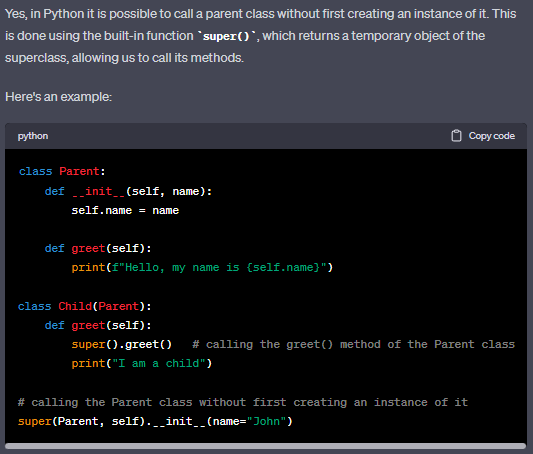 Yes, in Python it is possible to call a parent class without first creating an instance of it. This
is done using the built-in function `super()`, which returns a temporary object of the
superclass, allowing us to call its methods.
Here's an example:
python Copy code
class Parent:
    def __init__(self, name):
        self.name = name
    def greet(self):
        print(f"Hello, my name is {self.name}")
class Child(Parent):
    def greet(self):
        super().greet()   # calling the greet() method of the Parent class
        print("I am a child")
# calling the Parent class without first creating an instance of it
super(Parent, self).__init__(name="John")